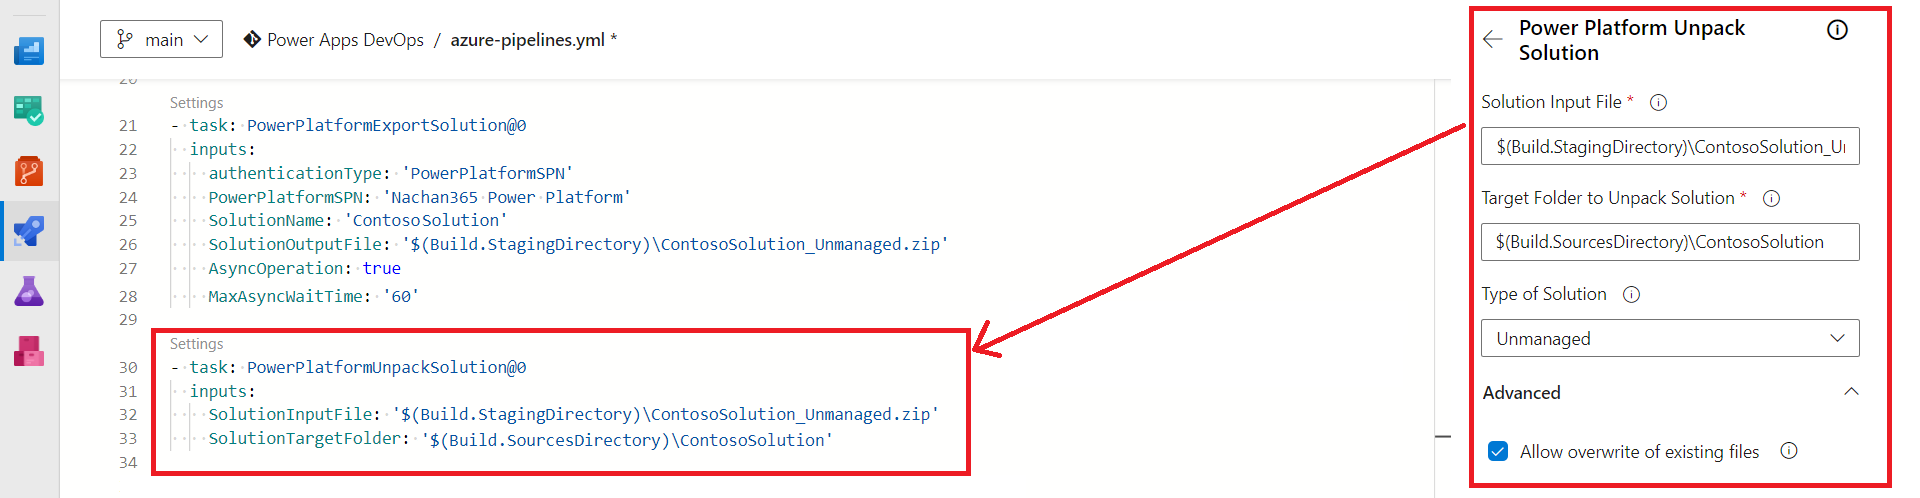 main
Power Apps DevOps / azure-pipelines.yml *
20
Settings
21 - task: PowerPlatformExportSolution@0
22 inputs:
23 authenticationType: 'PowerPlatformSPN'
24 PowerPlatformSPN: 'Nachan365 Power Platform'
25 SolutionName: 'ContosoSolution'
26 SolutionOutputFile: '$(Build.StagingDirectory)\ContosoSolution_Unmanaged.zip'
27 AsyncOperation: true
28 MaxAsyncWaitTime: '60'
29
Settings
30 - task: PowerPlatformUnpackSolution@0
31 inputs:
32 SolutionInputFile: '$(Build.StagingDirectory)\ContosoSolution_Unmanaged.zip'
33 SolutionTargetFolder: '$(Build.SourcesDirectory)\ContosoSolution'
34
Power Platform Unpack
Solution
Solution Input File *
$(Build.StagingDirectory)\ContosoSolution_Un
Target Folder to Unpack Solution *
$(Build.SourcesDirectory)\ContosoSolution
Type of Solution
Unmanaged
Advanced
Allow overwrite of existing files